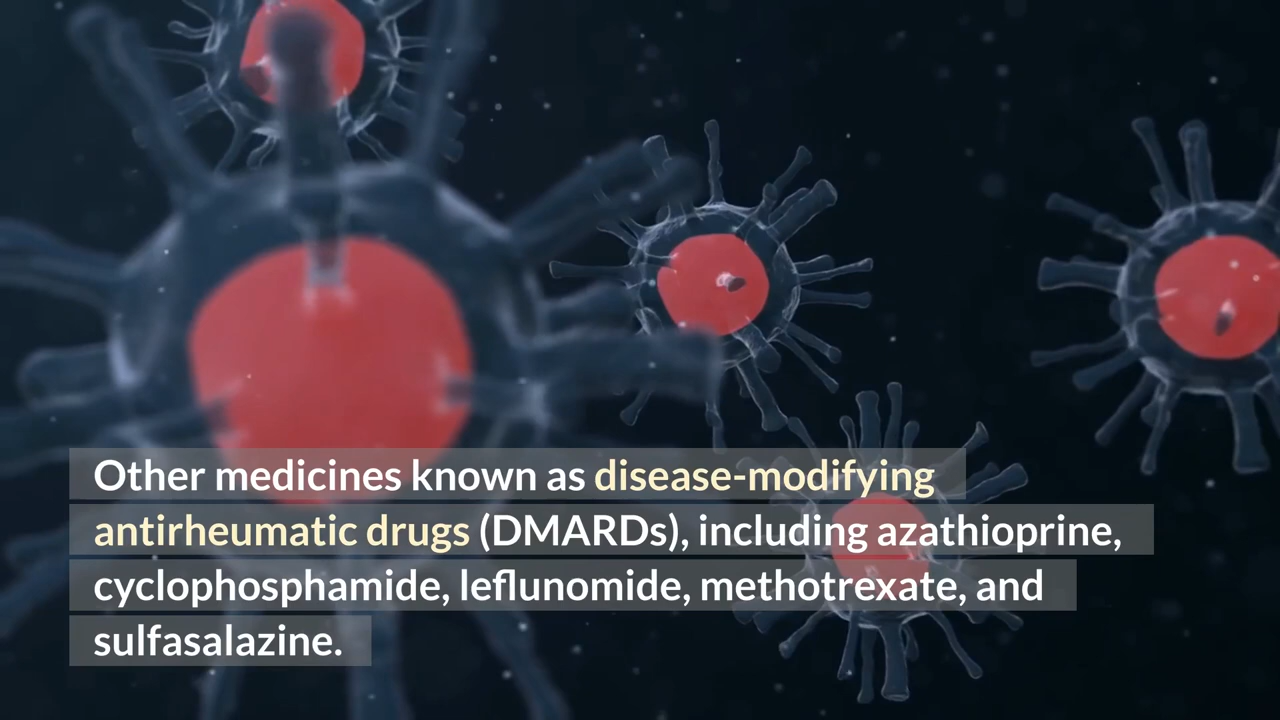 Other medicines known as disease-modifying
antirheumatic drugs (DMARDs), including azathioprine,
cyclophosphamide, leflunomide, methotrexate, and
sulfasalazine.